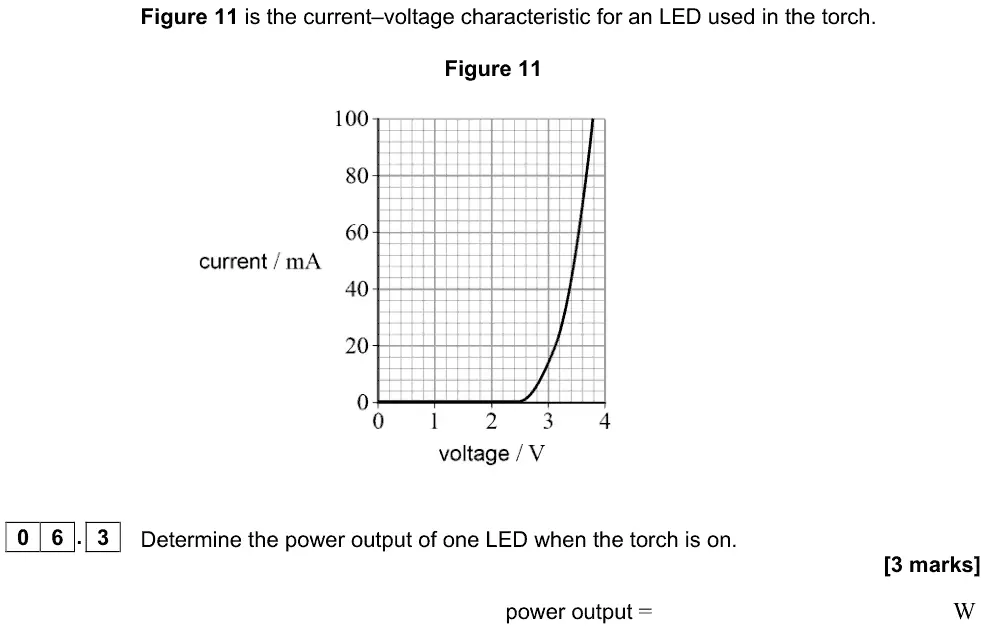 Figure 11 is the current–voltage characteristic for an LED used in the torch.
Figure 11
100
80
60
current / mA
40
20
0
0 1 2 3 4
voltage / V
0 6 . 3 Determine the power output of one LED when the torch is on.
[3 marks]
power output = W